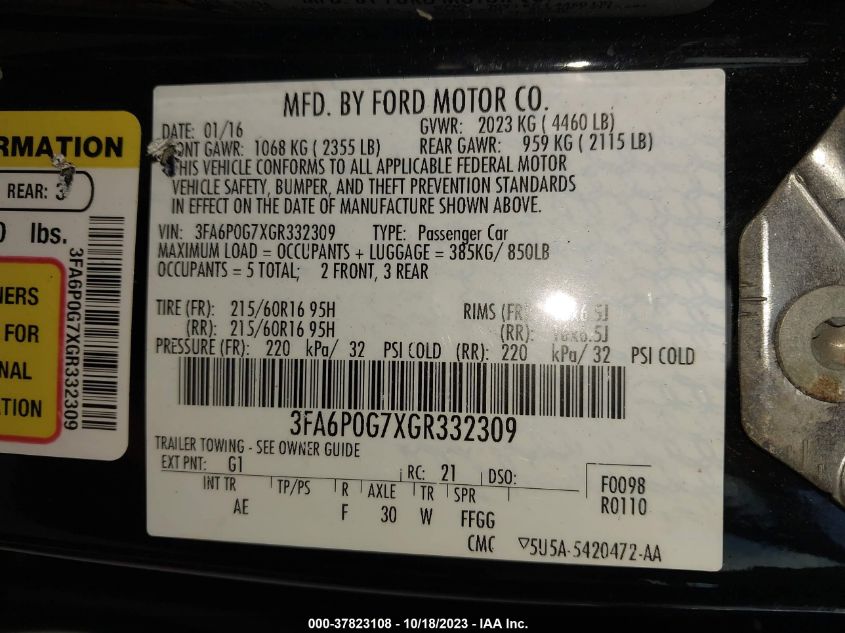 MFD. BY FORD MOTOR CO.
DATE: 01/16 GVWR: 2023 KG ( 4460 LB)
FRONT GAWR: 1068 KG ( 2355 LB) REAR GAWR: 959 KG ( 2115 LB)
THIS VEHICLE CONFORMS TO ALL APPLICABLE FEDERAL MOTOR
VEHICLE SAFETY, BUMPER, AND THEFT PREVENTION STANDARDS
IN EFFECT ON THE DATE OF MANUFACTURE SHOWN ABOVE.
VIN: 3FA6P0G7XGR332309 TYPE: Passenger Car
MAXIMUM LOAD = OCCUPANTS + LUGGAGE = 385KG/ 850LB
OCCUPANTS = 5 TOTAL; 2 FRONT, 3 REAR
TIRE (FR): 215/60R16 95H RIMS (FR
(RR): 215/60R16 95H (RR): 16x6.5J
PRESSURE (FR): 220 kPa/ 32 PSI COLD (RR): 220 kPa/ 32 PSI COLD
3FA6P0G7XGR332309
TRAILER TOWING - SEE OWNER GUIDE
EXT PNT: G1 RC: 21 DSO: F0098
INT TR TP/PS R AXLE TR SPR R0110
AE F 30 W FFGG
CMC ▽5U5A-5420472-AA
RMATION
REAR: 3
0 lbs.
3FA6P0G7XGR332309
NERS
FOR
NAL
ATION
000-37823108 - 10/18/2023 - IAA Inc.